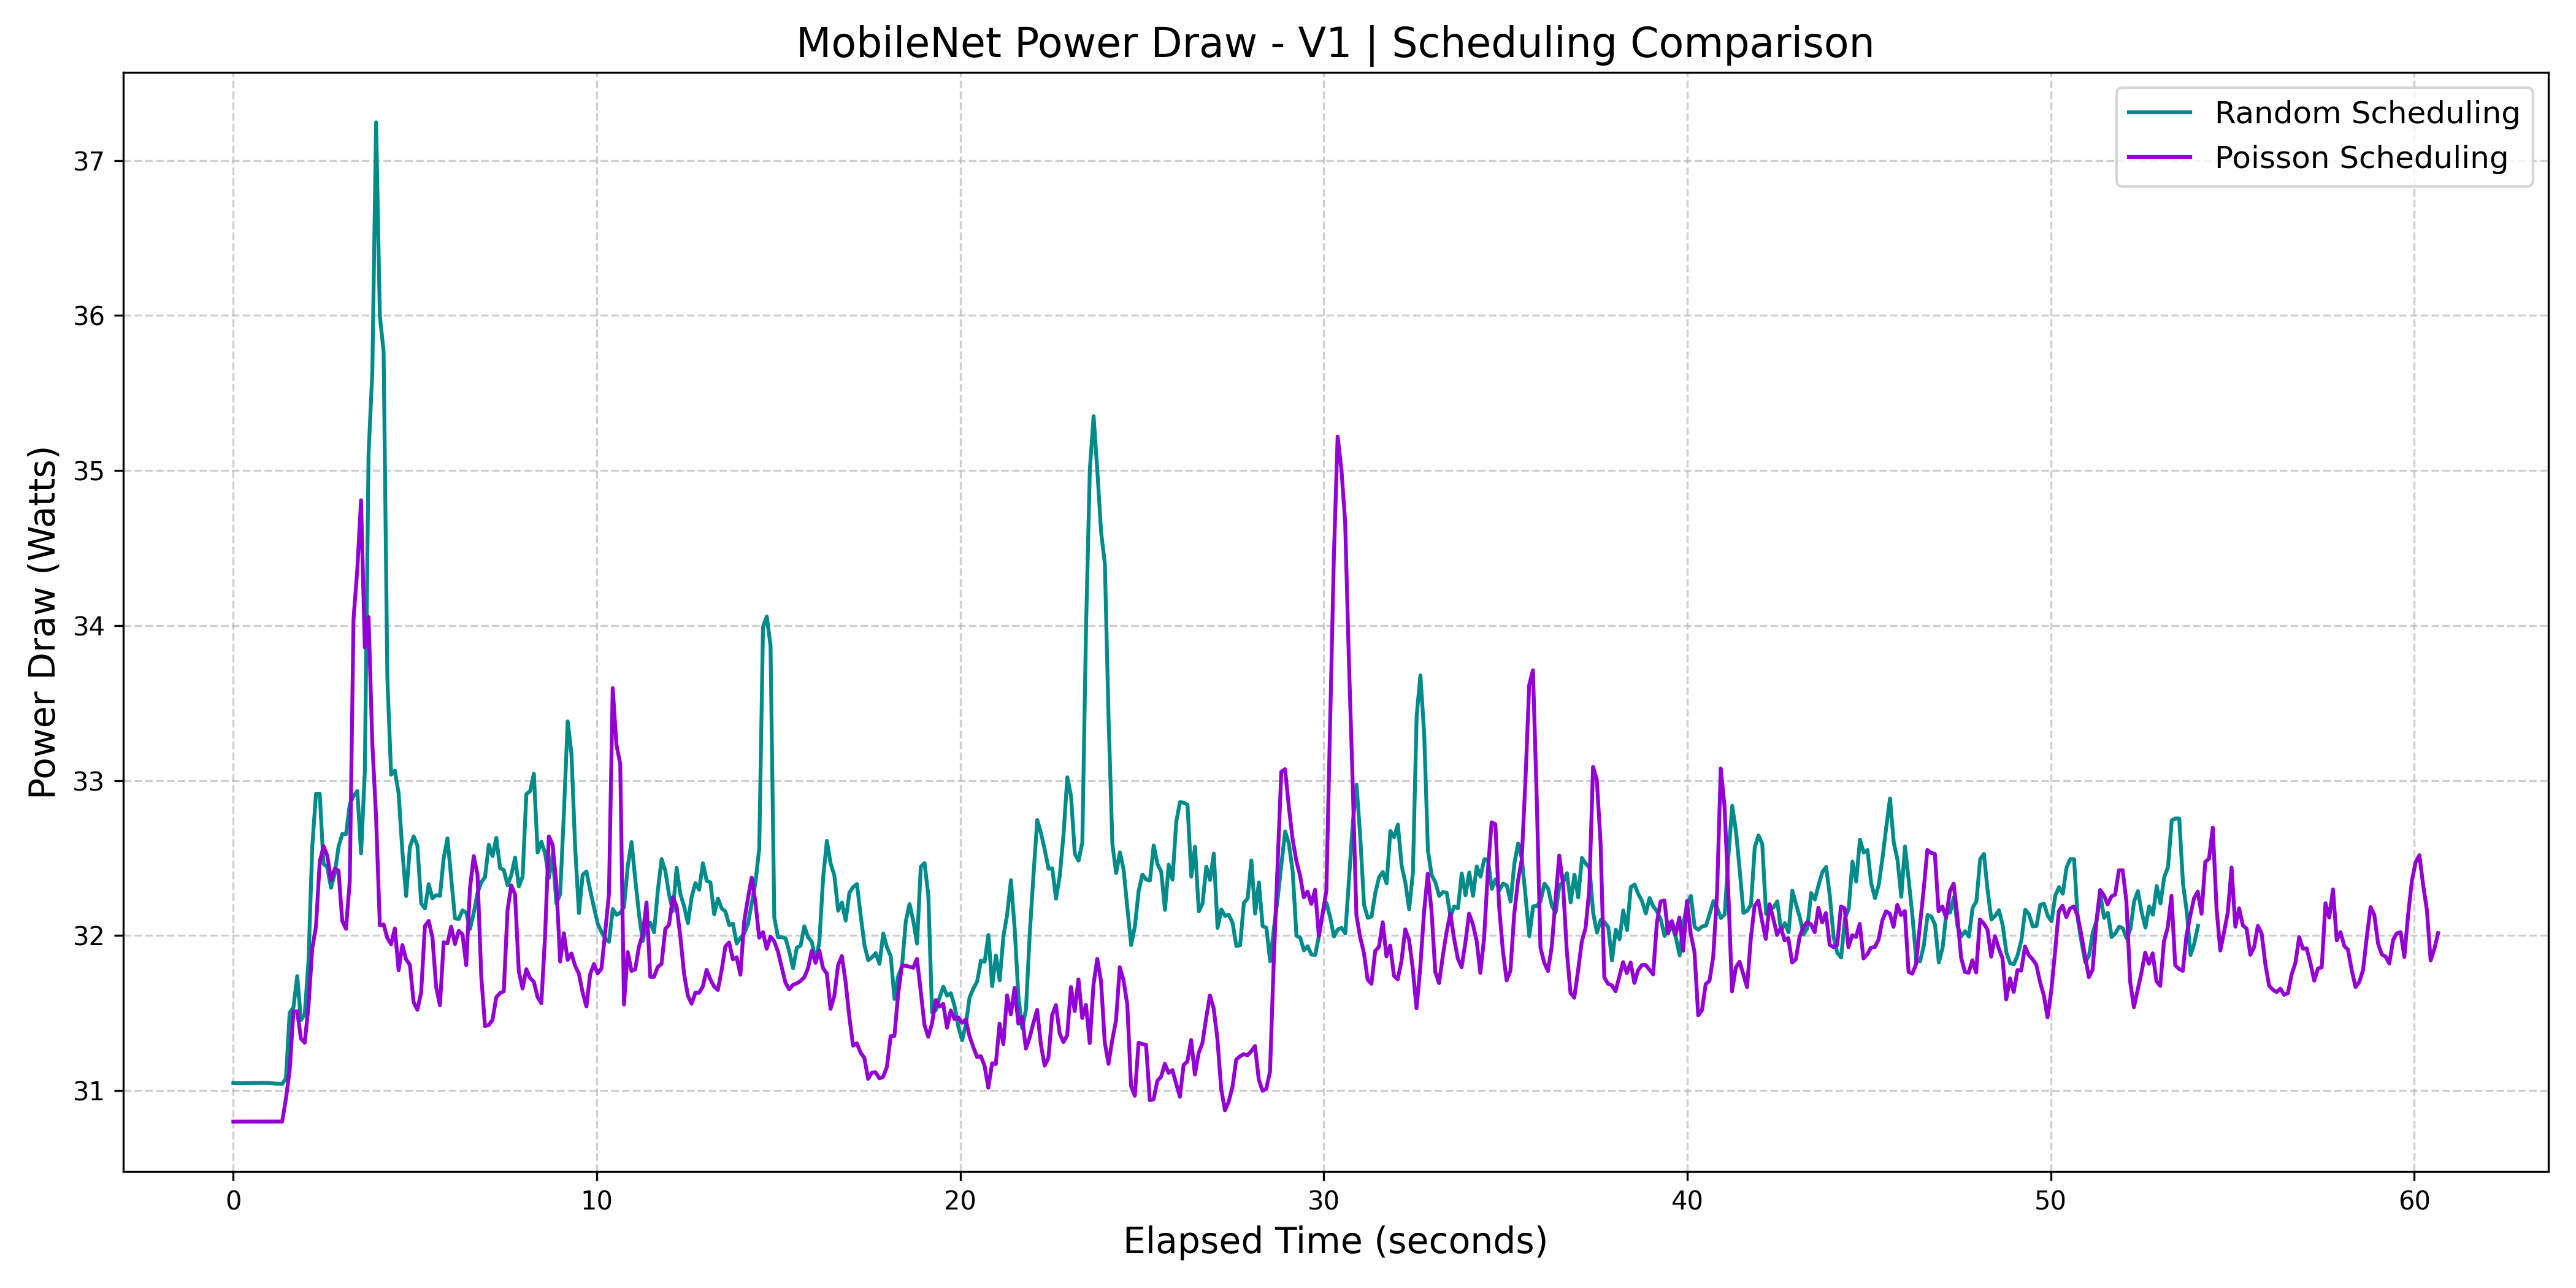 MobileNet Power Draw - V1 | Scheduling Comparison
Random Scheduling
Poisson Scheduling
Power Draw (Watts)
37
36
35
34
33
32
31
0
10
20
30
40
50
60
Elapsed Time (seconds)